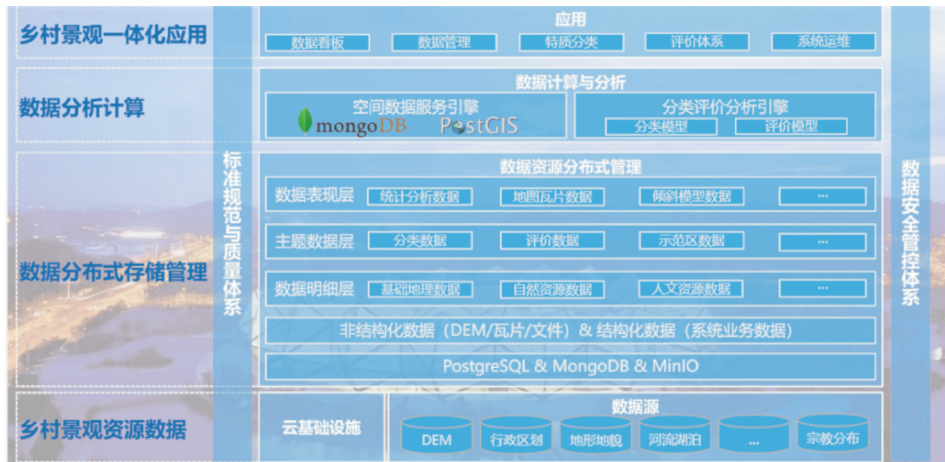 乡村景观一体化应用
应用
数据看板 数据管理 特质分类 评价体系 系统运维
数据分析计算
数据计算与分析
空间数据服务引擎
mongoDB PostGIS
分类评价分析引擎
分类模型 评价模型
标准规范与质量体系
数据安全管控体系
数据分布式存储管理
数据资源分布式管理
数据表现层 统计分析数据 地图瓦片数据 倾斜模型数据 ...
主题数据层 分类数据 评价数据 示范区数据 ...
数据明细层 基础地理数据 自然资源数据 人文资源数据 ...
非结构化数据（DEM/瓦片/文件）& 结构化数据（系统业务数据）
PostgreSQL & MongoDB & MinIO
乡村景观资源数据
云基础设施
数据源
DEM 行政区划 地形地貌 河流湖泊 ... 宗教分布